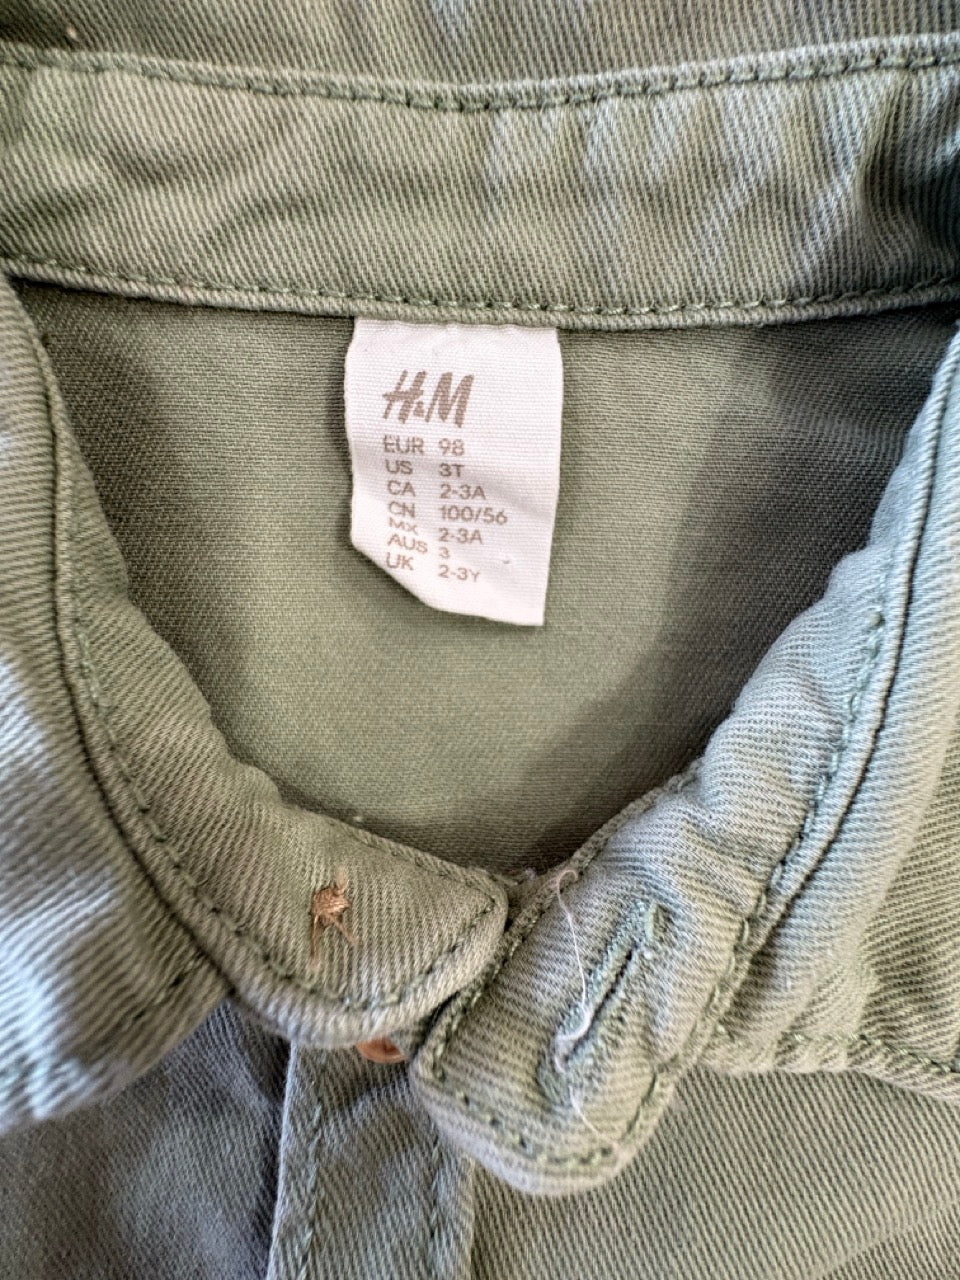 H&M
EUR 98
US 3T
CA 2-3A
CN 100/56
MX 2-3A
AUS 3
UK 2-3Y